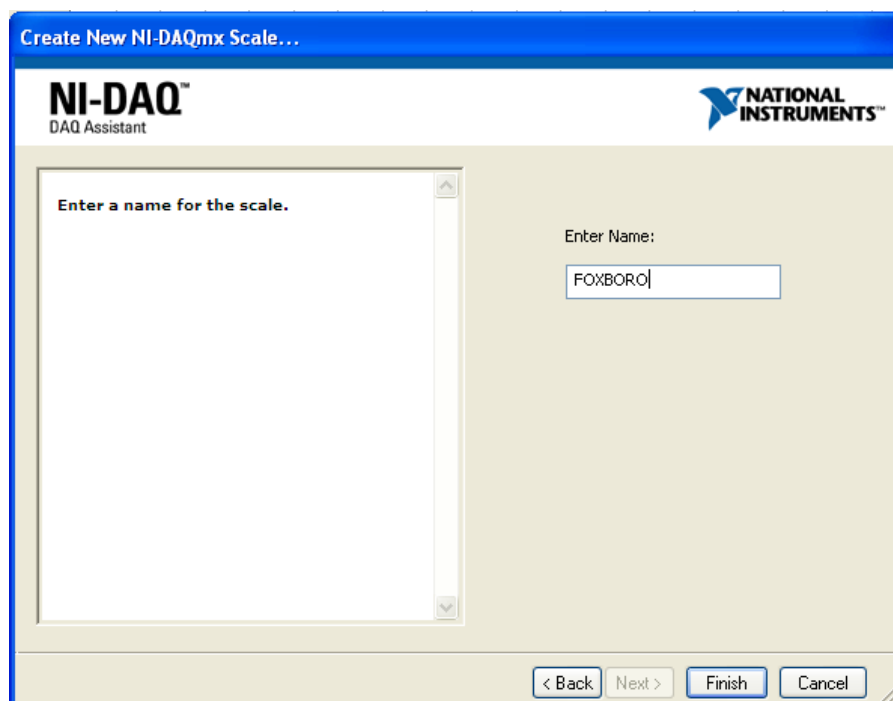 Create New NI-DAQmx Scale...
NI-DAQ™
DAQ Assistant
NATIONAL
INSTRUMENTS™
Enter a name for the scale.
Enter Name:
FOXBORO
< Back Next > Finish Cancel